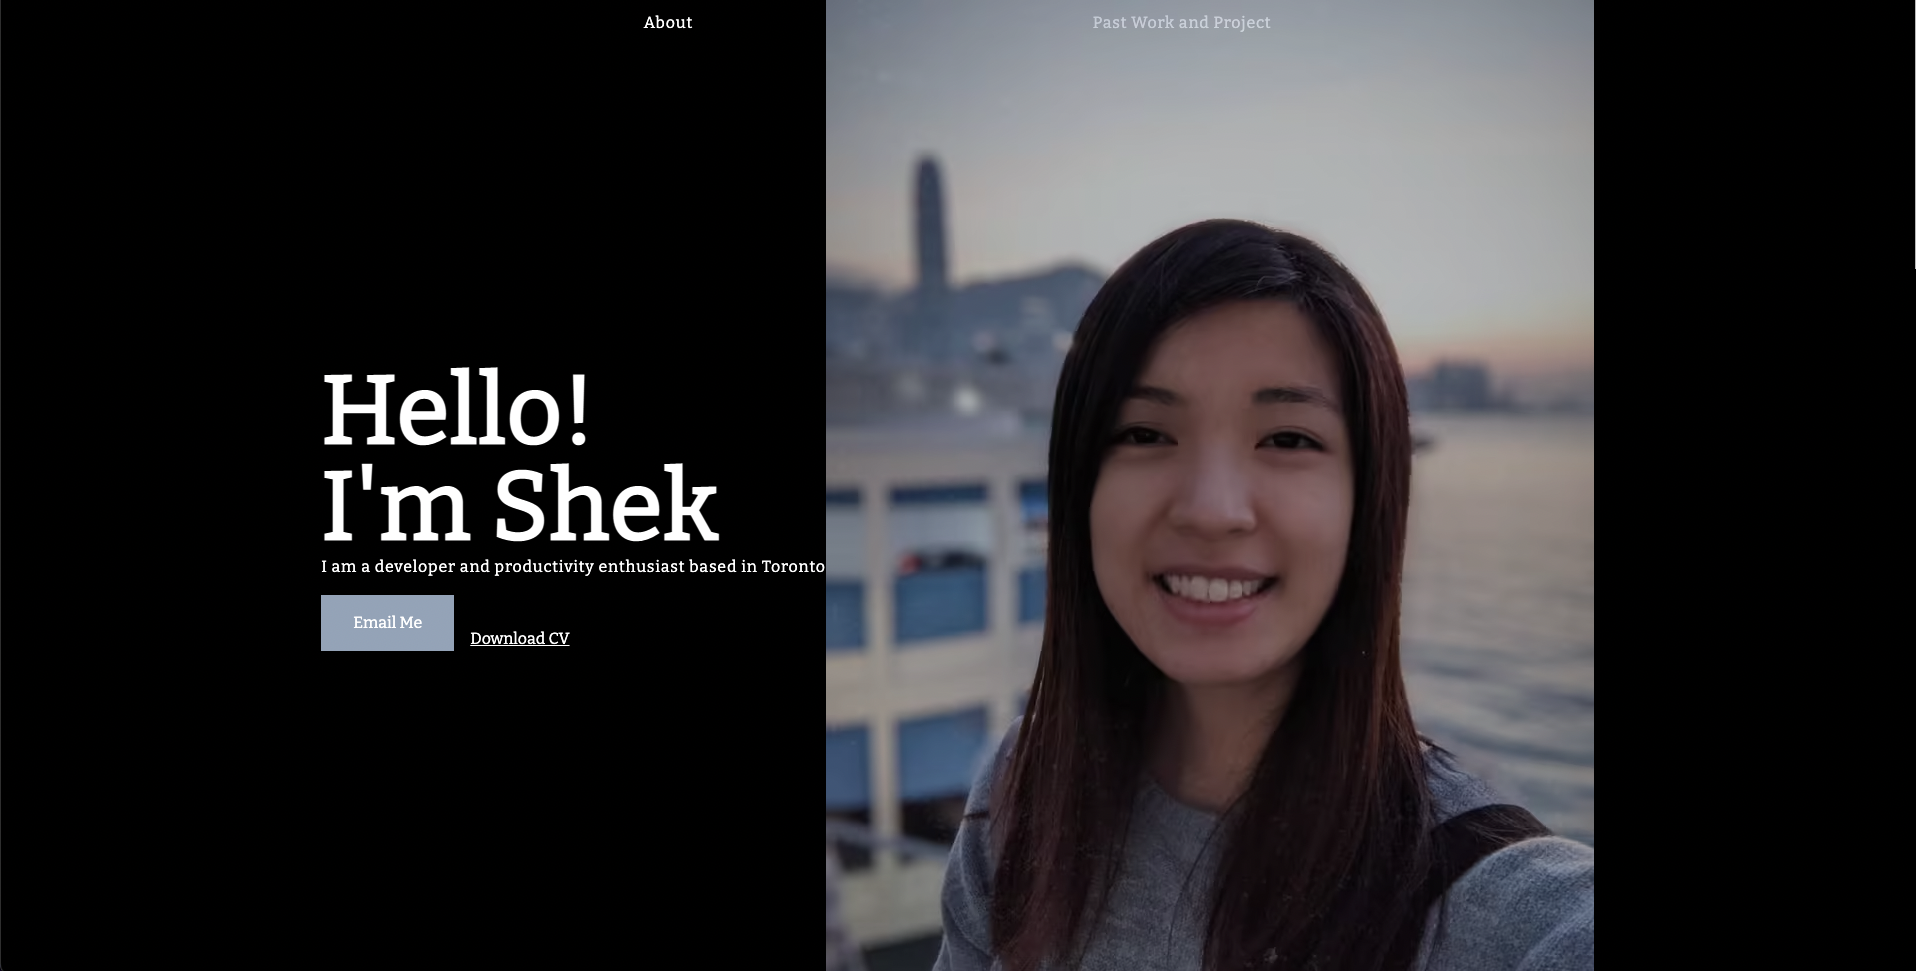 About
Past Work and Project
Hello!
I'm Shek
I am a developer and productivity enthusiast based in Toronto
Email Me
Download CV